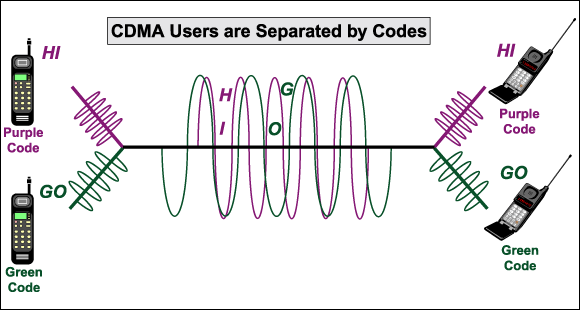 CDMA Users are Separated by Codes
HI
Purple
Code
GO
Green
Code
H
I
G
O
HI
Purple
Code
GO
Green
Code